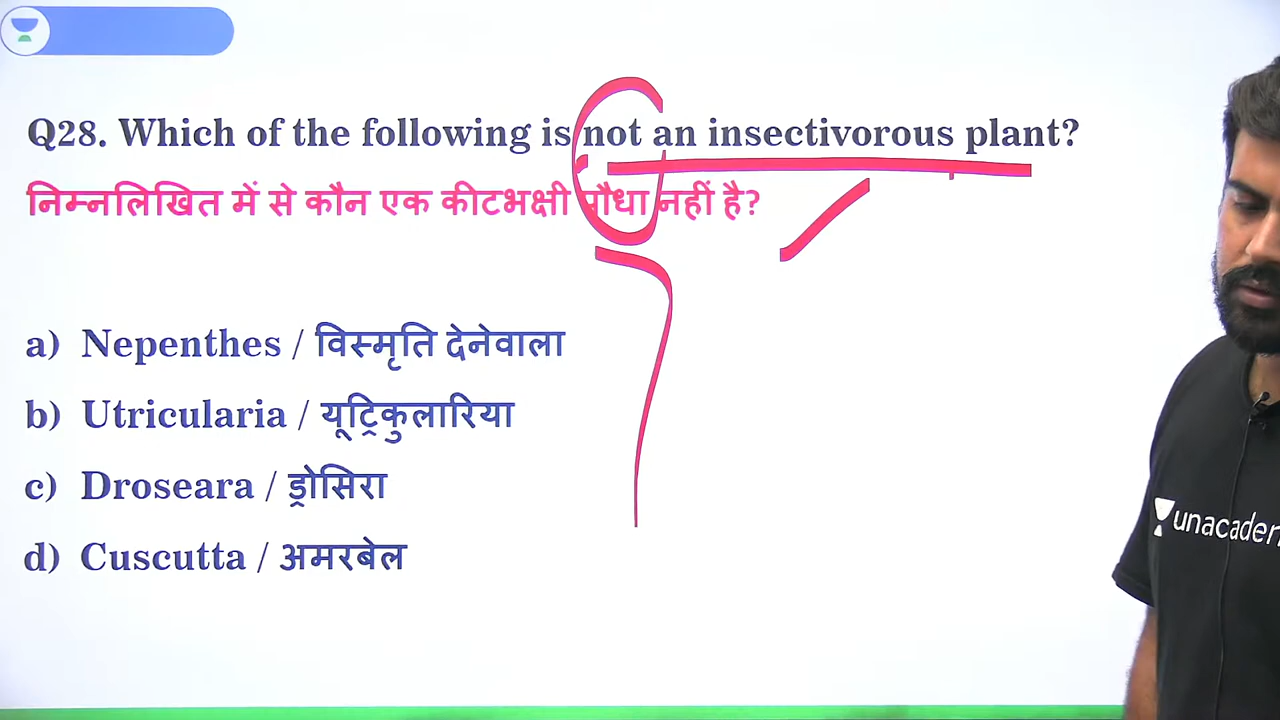 Q28. Which of the following is not an insectivorous plant?
निम्नलिखित में से कौन एक कीटभक्षी पौधा नहीं है?
a) Nepenthes / विस्मृति देनेवाला
b) Utricularia / यूट्रिकुलारिया
c) Droseara / ड्रोसिरा
d) Cuscutta / अमरबेल
unacadem